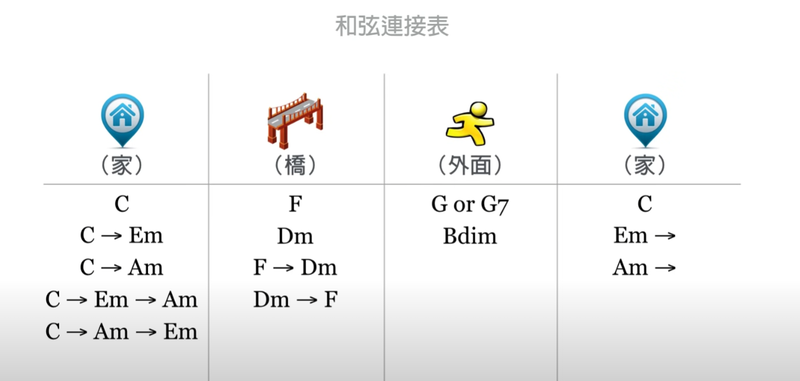 和弦連接表
（家）
（橋）
（外面）
（家）
C
C → Em
C → Am
C → Em → Am
C → Am → Em
F
Dm
F → Dm
Dm → F
G or G7
Bdim
C
Em →
Am →